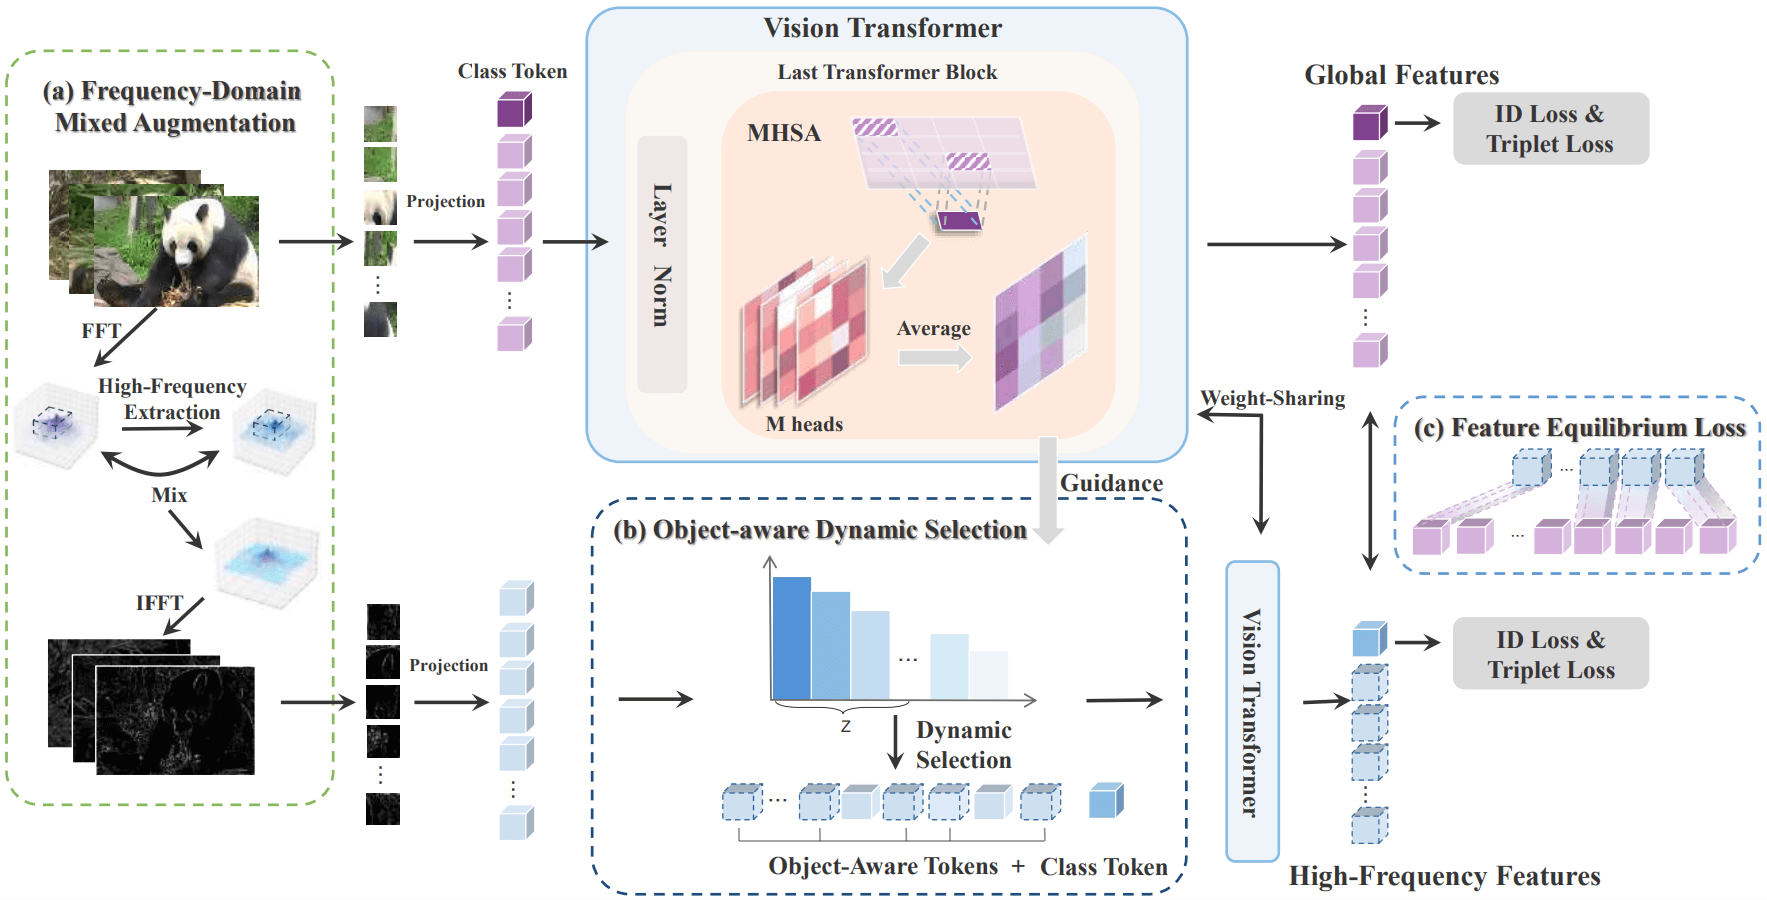 Vision Transformer
Last Transformer Block
MHSA
Layer Norm
Average
M heads
(a) Frequency-Domain
Mixed Augmentation
FFT
High-Frequency
Extraction
Mix
IFFT
Class Token
Projection
...
...
Projection
...
...
Guidance
(b) Object-aware Dynamic Selection
...
Z
Dynamic
Selection
...
Object-Aware Tokens + Class Token
Weight-Sharing
Vision Transformer
Global Features
ID Loss &
Triplet Loss
...
(c) Feature Equilibrium Loss
...
...
ID Loss &
Triplet Loss
...
High-Frequency Features